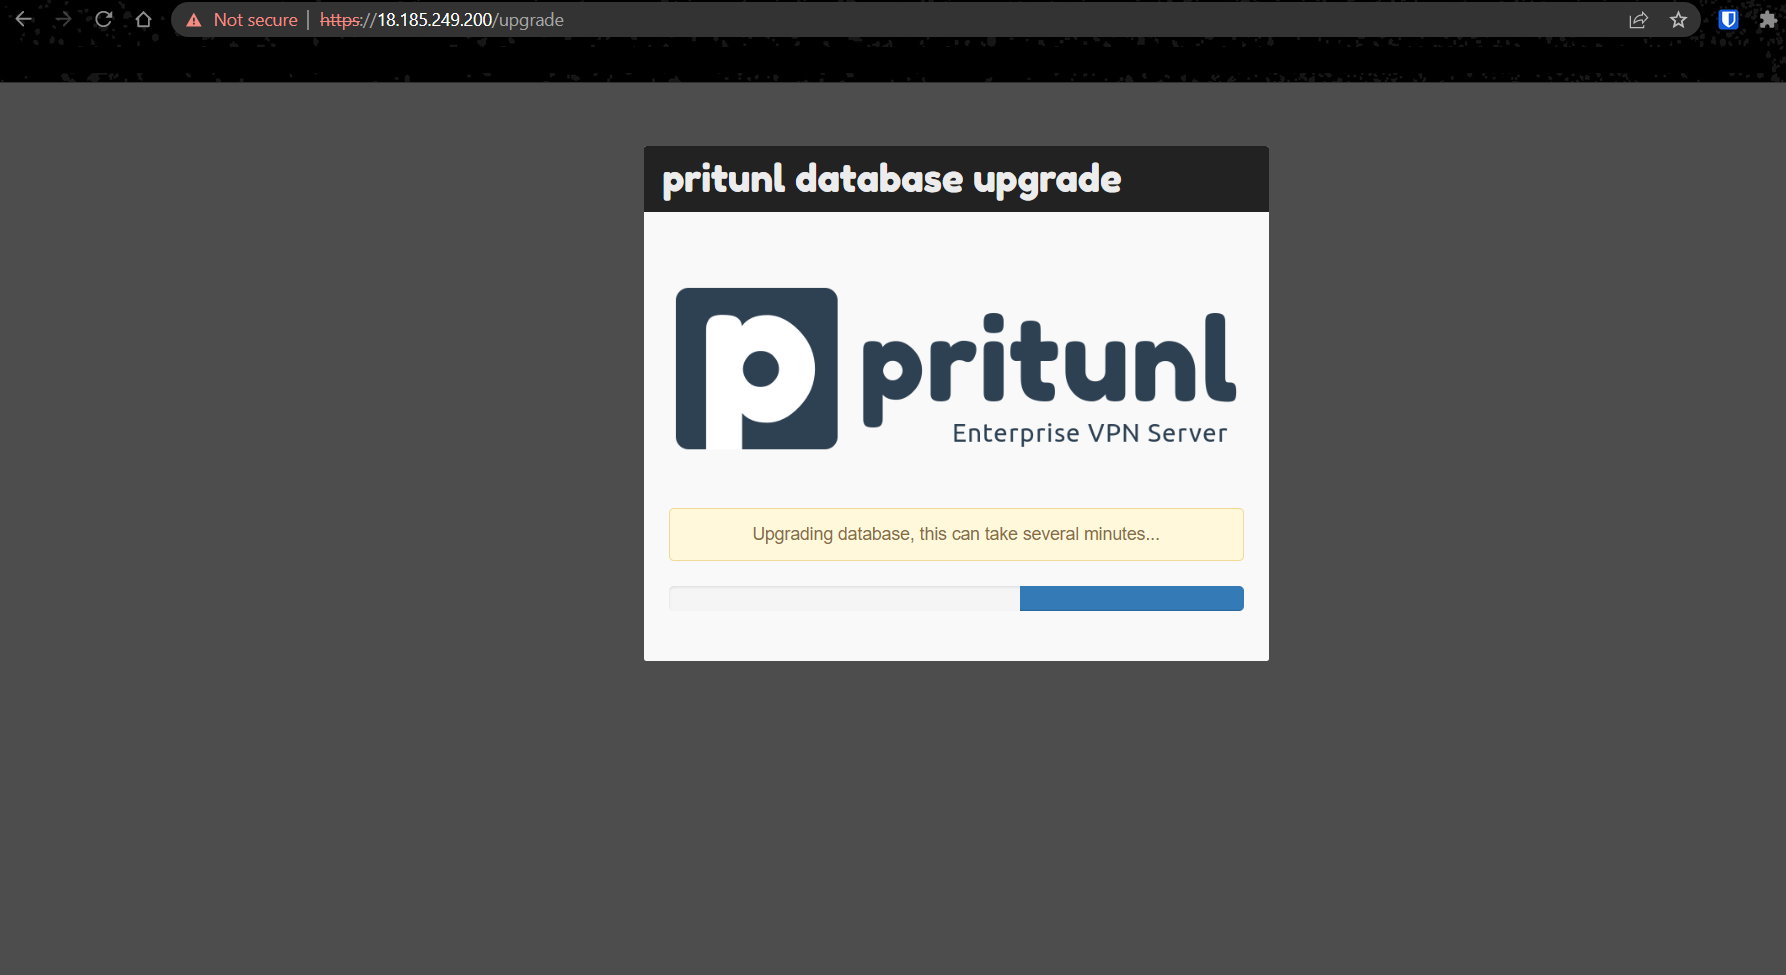 Not secure | https://18.185.249.200/upgrade
pritunl database upgrade
pritunl
Enterprise VPN Server
Upgrading database, this can take several minutes...